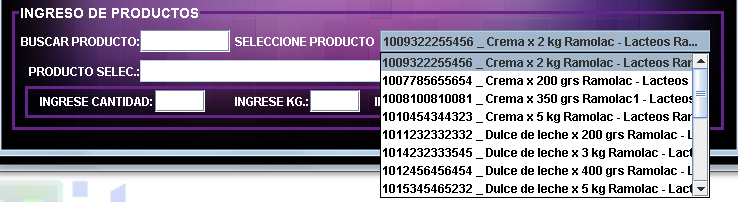 INGRESO DE PRODUCTOS
BUSCAR PRODUCTO: SELECCIONE PRODUCTO 1009322255456 _ Crema x 2 kg Ramolac - Lacteos Ra...
1009322255456 _ Crema x 2 kg Ramolac - Lacteos Ram
PRODUCTO SELEC.:
1007785655654 _ Crema x 200 grs Ramolac - Lacteos
1008100810081 _ Crema x 350 grs Ramolac1 - Lacteos
INGRESE CANTIDAD: INGRESE KG.:
1010454344323 _ Crema x 5 kg Ramolac - Lacteos Ram
1011232332332 _ Dulce de leche x 200 grs Ramolac - L
1014232333545 _ Dulce de leche x 3 kg Ramolac - Lact
1012456456454 _ Dulce de leche x 400 grs Ramolac - L
1015345465232 _ Dulce de leche x 5 kg Ramolac - Lact